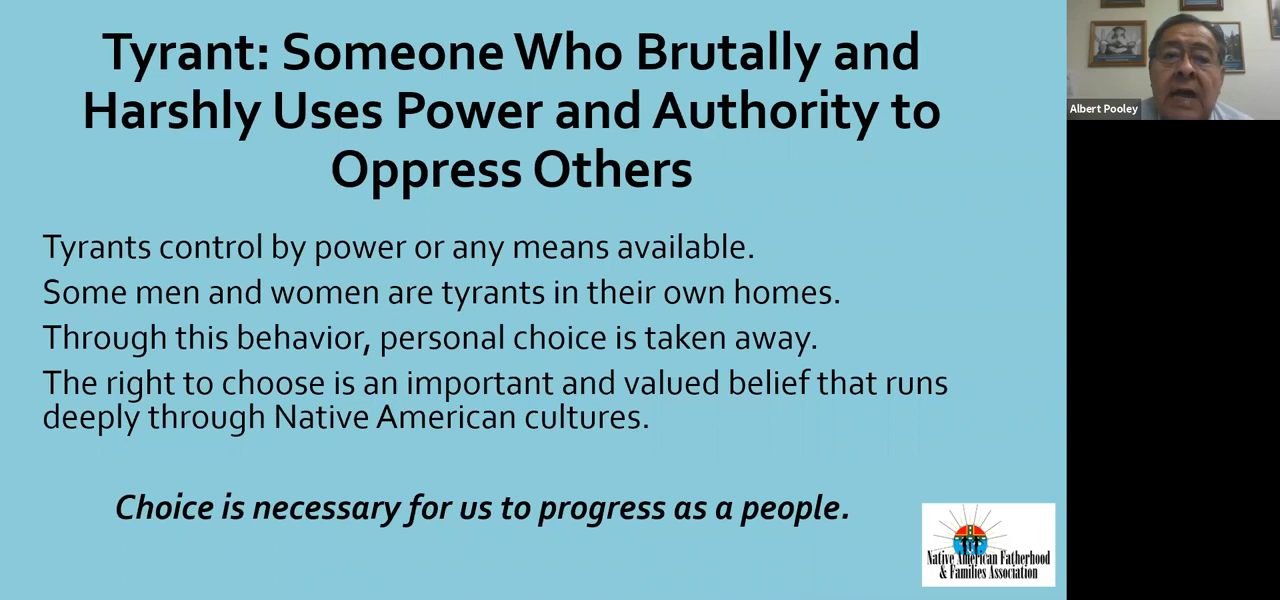 Tyrant: Someone Who Brutally and
Harshly Uses Power and Authority to
Oppress Others
Tyrants control by power or any means available.
Some men and women are tyrants in their own homes.
Through this behavior, personal choice is taken away.
The right to choose is an important and valued belief that runs
deeply through Native American cultures.
Choice is necessary for us to progress as a people.
Native American Fatherhood
& Families Association
Albert Pooley